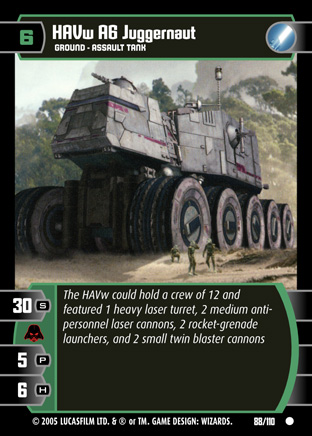 6
HAVw A6 Juggernaut
GROUND - ASSAULT TANK
30 S
5 P
6 H
The HAVw could hold a crew of 12 and
featured 1 heavy laser turret, 2 medium anti-
personnel laser cannons, 2 rocket-grenade
launchers, and 2 small twin blaster cannons
© 2005 LUCASFILM LTD. & ® or TM. GAME DESIGN: WIZARDS.
88/110